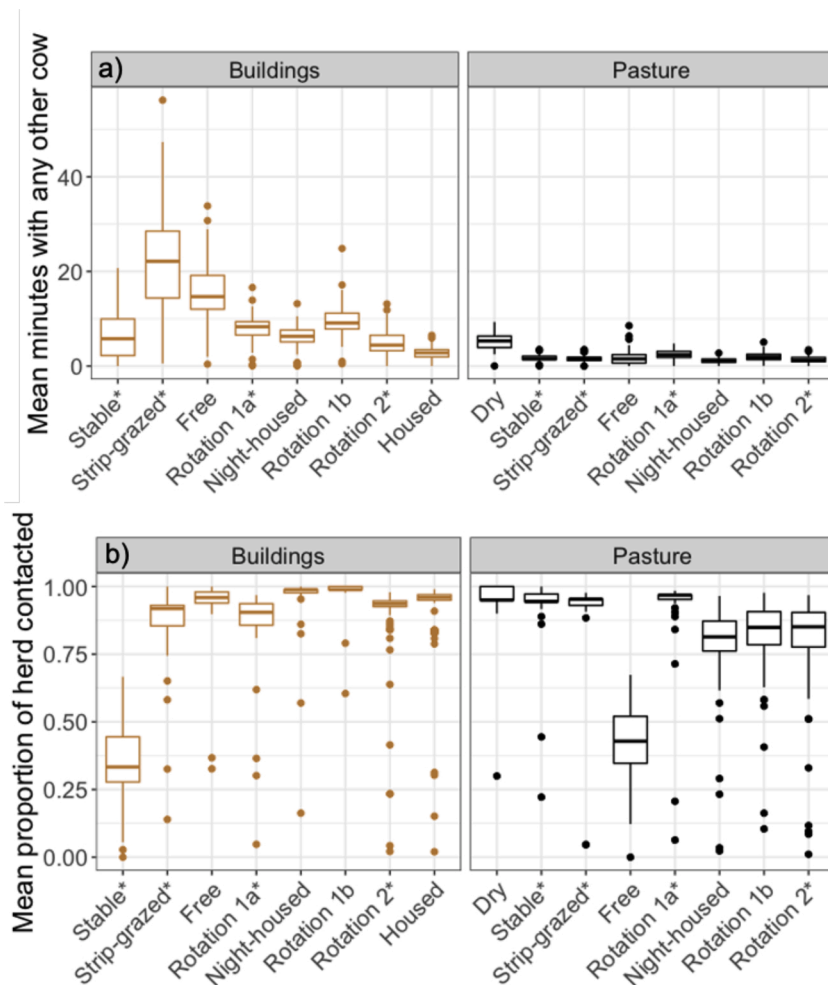 a)
Buildings
Pasture
Mean minutes with any other cow
40
20
0
Stable*
Strip-grazed*
Free
Rotation 1a*
Night-housed
Rotation 1b
Rotation 2*
Housed
Dry
Stable*
Strip-grazed*
Free
Rotation 1a*
Night-housed
Rotation 1b
Rotation 2*
b)
Buildings
Pasture
Mean proportion of herd contacted
1.00
0.75
0.50
0.25
0.00
Stable*
Strip-grazed*
Free
Rotation 1a*
Night-housed
Rotation 1b
Rotation 2*
Housed
Dry
Stable*
Strip-grazed*
Free
Rotation 1a*
Night-housed
Rotation 1b
Rotation 2*